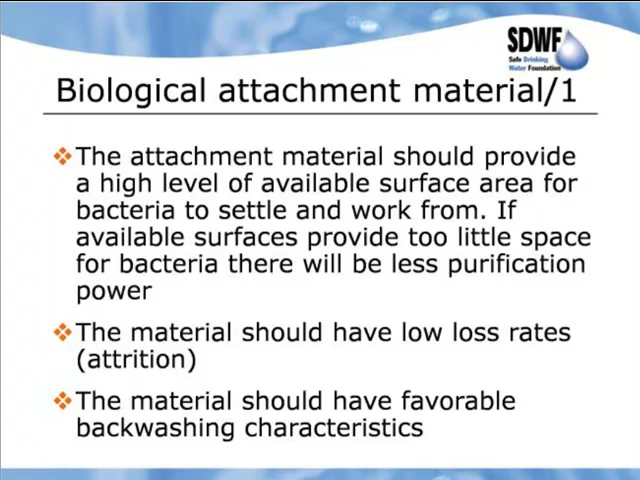 SDWF
Safe Drinking
Water Foundation
Biological attachment material/1
The attachment material should provide
a high level of available surface area for
bacteria to settle and work from. If
available surfaces provide too little space
for bacteria there will be less purification
power
The material should have low loss rates
(attrition)
The material should have favorable
backwashing characteristics